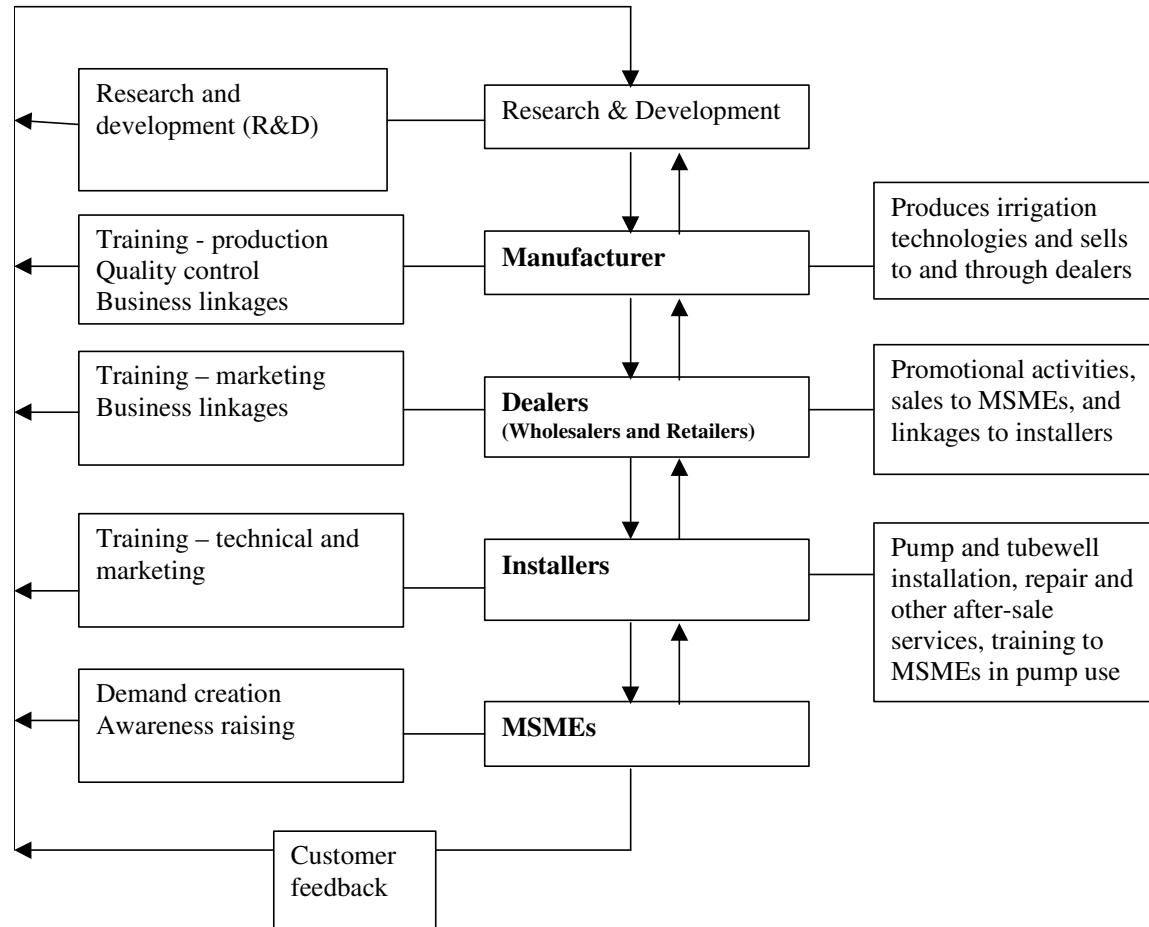 Research and
development (R&D)
Research & Development
Training - production
Quality control
Business linkages
Manufacturer
Produces irrigation
technologies and sells
to and through dealers
Training – marketing
Business linkages
Dealers
(Wholesalers and Retailers)
Promotional activities,
sales to MSMEs, and
linkages to installers
Training – technical and
marketing
Installers
Pump and tubewell
installation, repair and
other after-sale
services, training to
MSMEs in pump use
Demand creation
Awareness raising
MSMEs
Customer
feedback